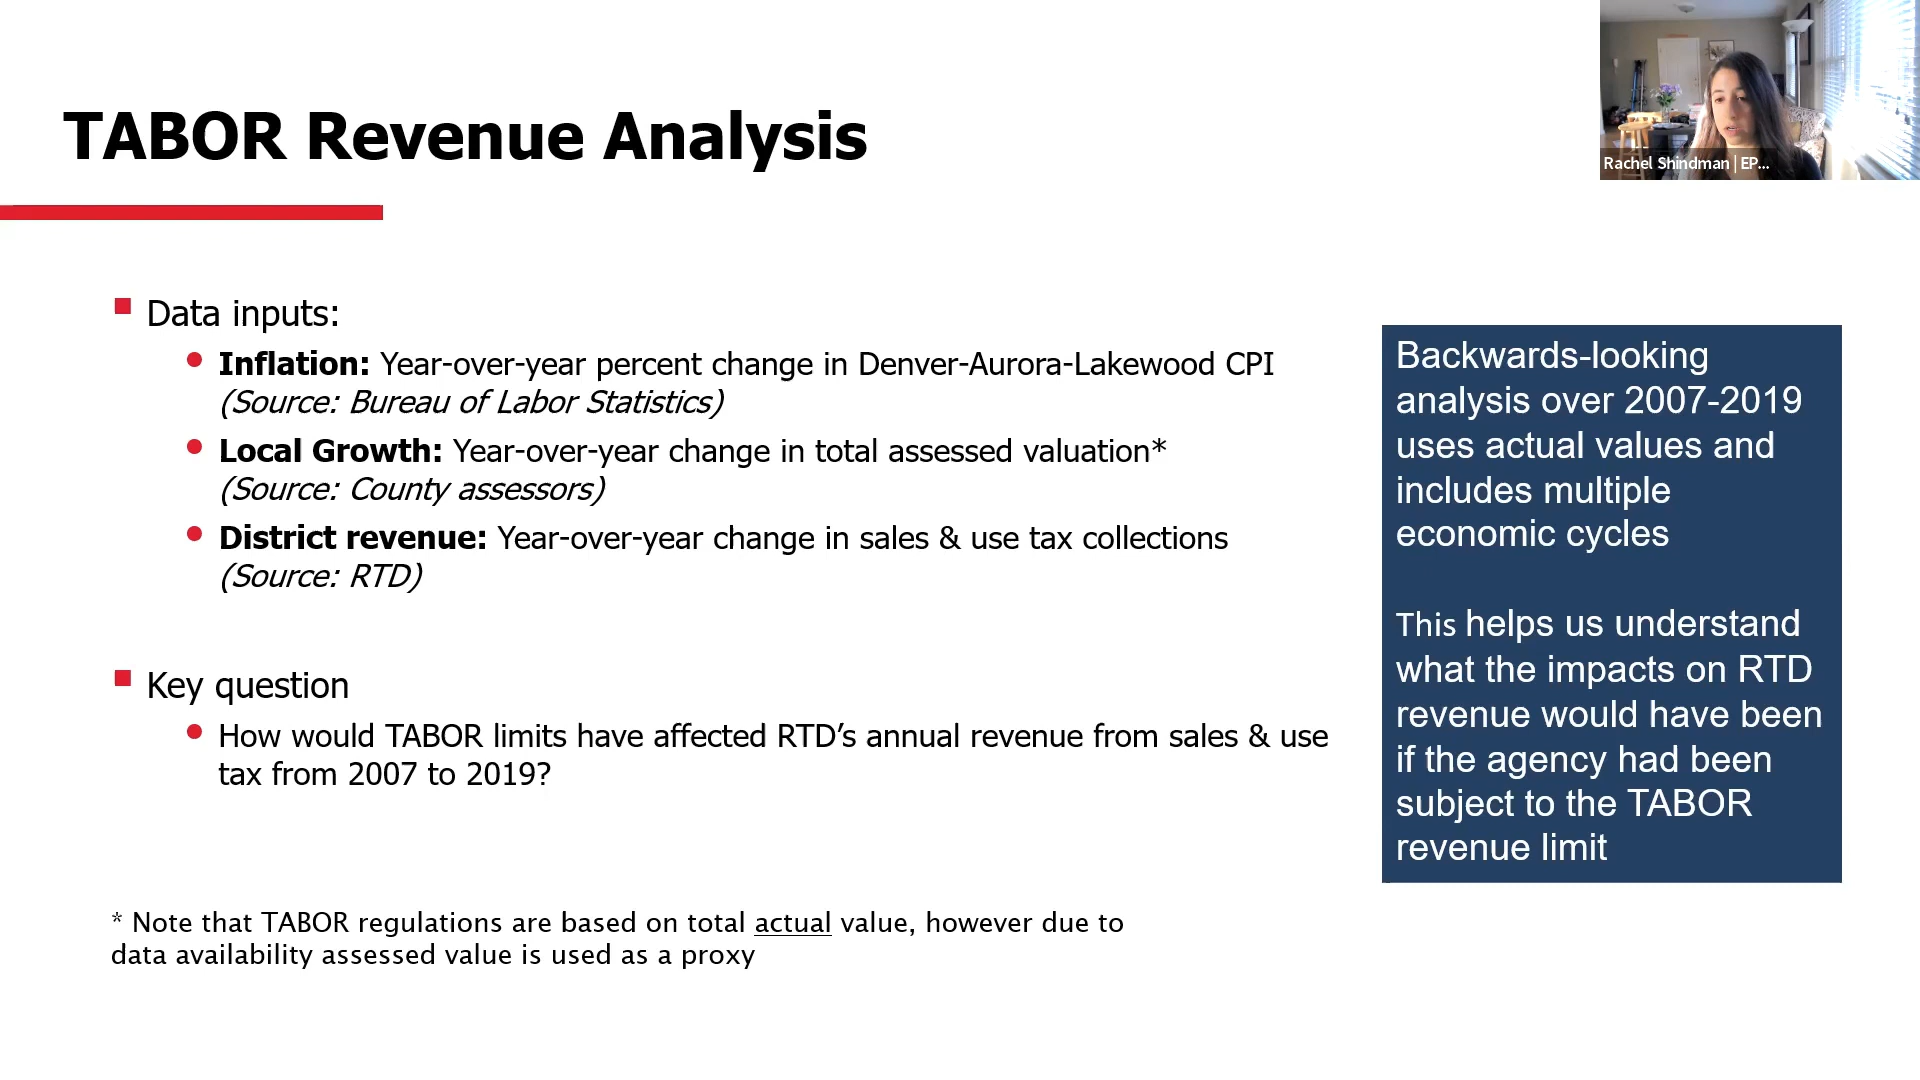 TABOR Revenue Analysis
Rachel Shindman | EP...
Data inputs:
Inflation: Year-over-year percent change in Denver-Aurora-Lakewood CPI
(Source: Bureau of Labor Statistics)
Local Growth: Year-over-year change in total assessed valuation*
(Source: County assessors)
District revenue: Year-over-year change in sales & use tax collections
(Source: RTD)
Key question
How would TABOR limits have affected RTD’s annual revenue from sales & use
tax from 2007 to 2019?
Backwards-looking
analysis over 2007-2019
uses actual values and
includes multiple
economic cycles
This helps us understand
what the impacts on RTD
revenue would have been
if the agency had been
subject to the TABOR
revenue limit
* Note that TABOR regulations are based on total actual value, however due to
data availability assessed value is used as a proxy